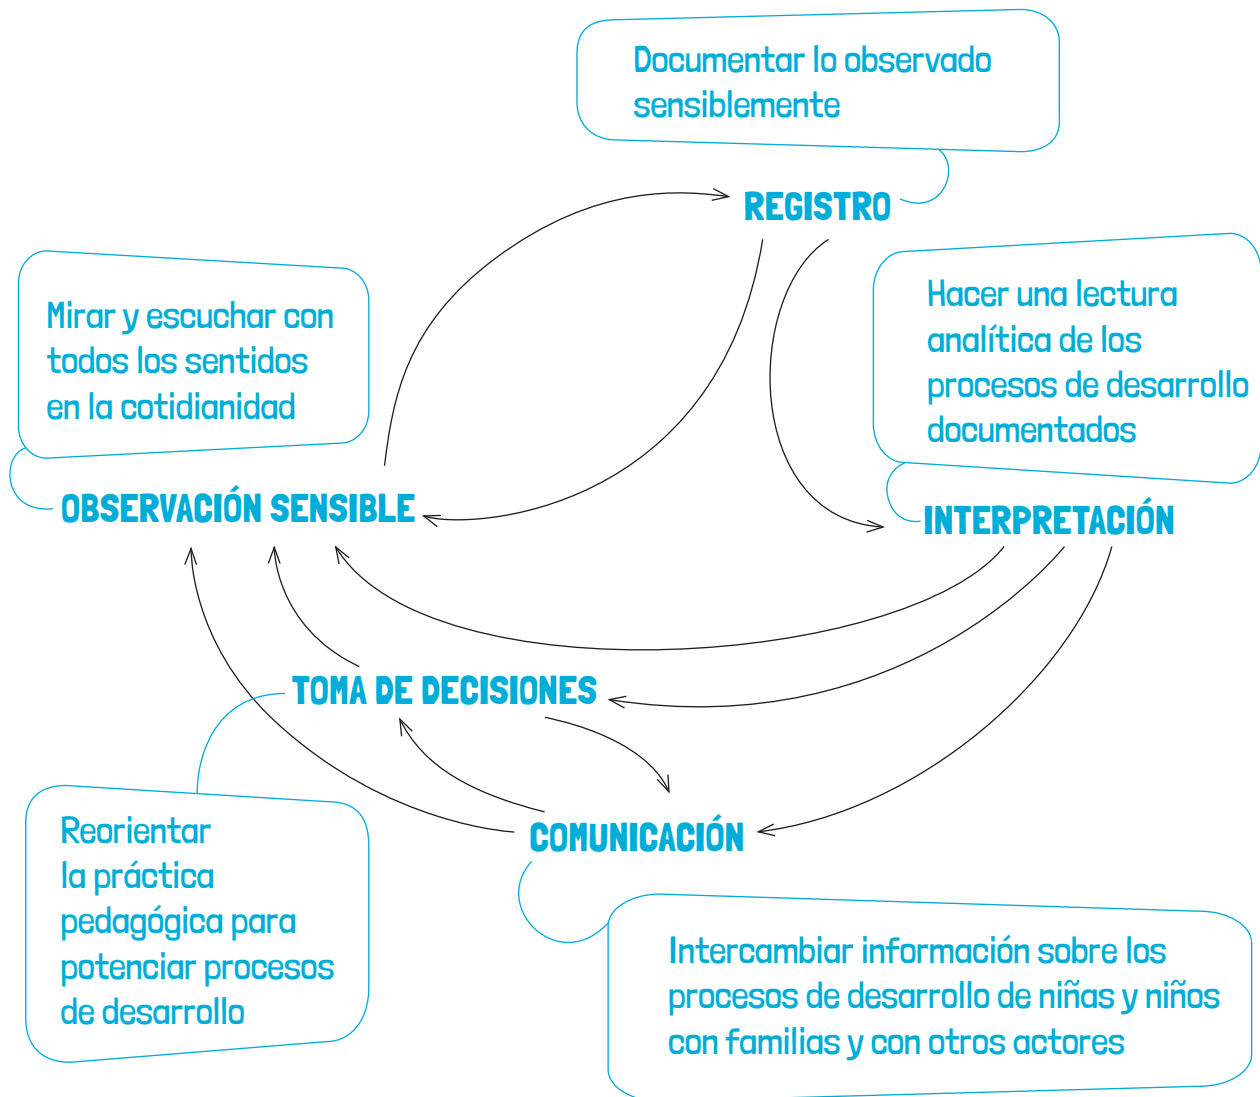 Documentar lo observado
sensiblemente
REGISTRO
Mirar y escuchar con
todos los sentidos
en la cotidianidad
OBSERVACIÓN SENSIBLE
Hacer una lectura
analítica de los
procesos de desarrollo
documentados
INTERPRETACIÓN
TOMA DE DECISIONES
Reorientar
la práctica
pedagógica para
potenciar procesos
de desarrollo
COMUNICACIÓN
Intercambiar información sobre los
procesos de desarrollo de niñas y niños
con familias y con otros actores